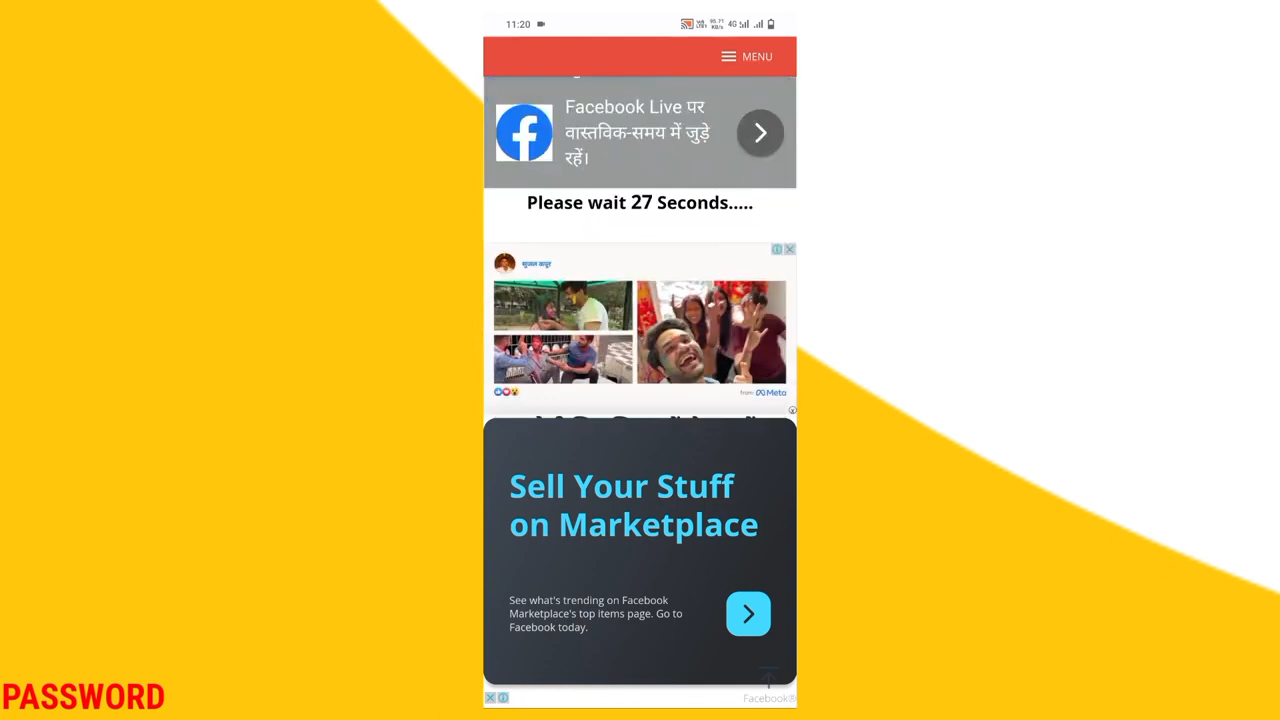 11:20
4G
MENU
Facebook Live पर
वास्तविक-समय में जुड़े
रहें।
Please wait 27 Seconds.....
from Meta
Sell Your Stuff
on Marketplace
See what's trending on Facebook
Marketplace's top items page. Go to
Facebook today.
Facebook®
PASSWORD